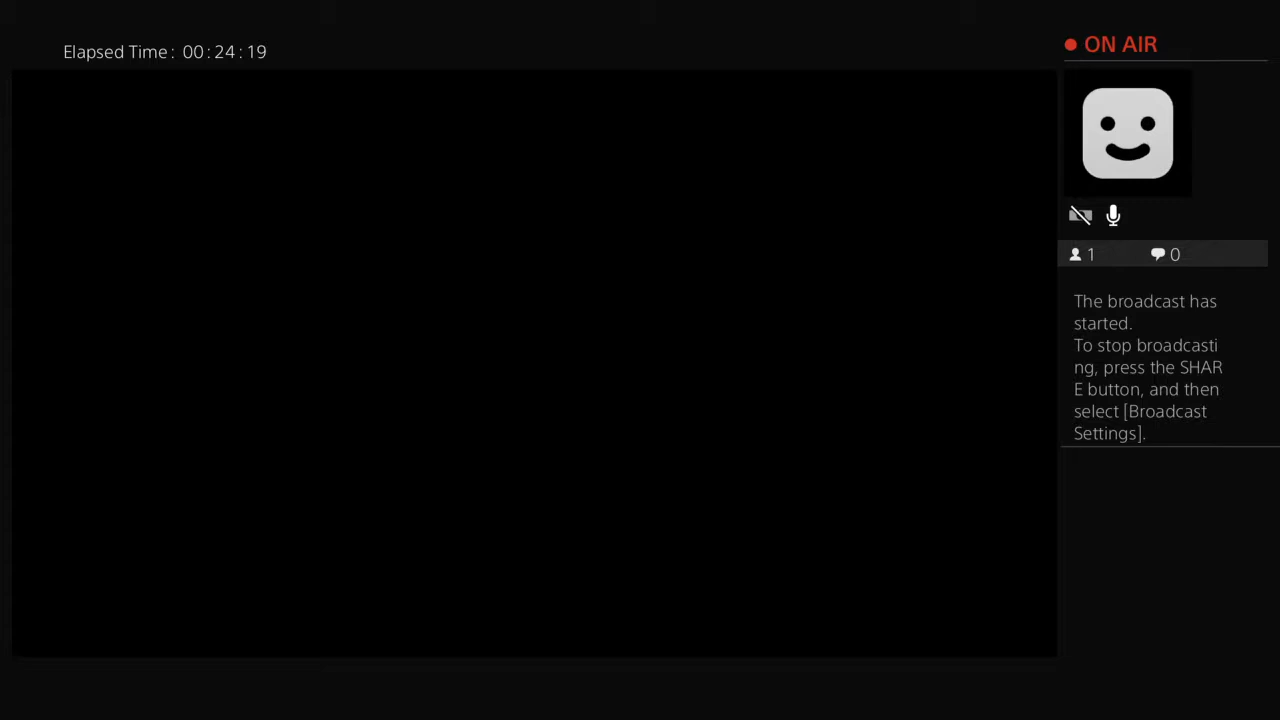 Elapsed Time: 00:24:19
ON AIR
1 0
The broadcast has
started.
To stop broadcasti
ng, press the SHAR
E button, and then
select [Broadcast
Settings].